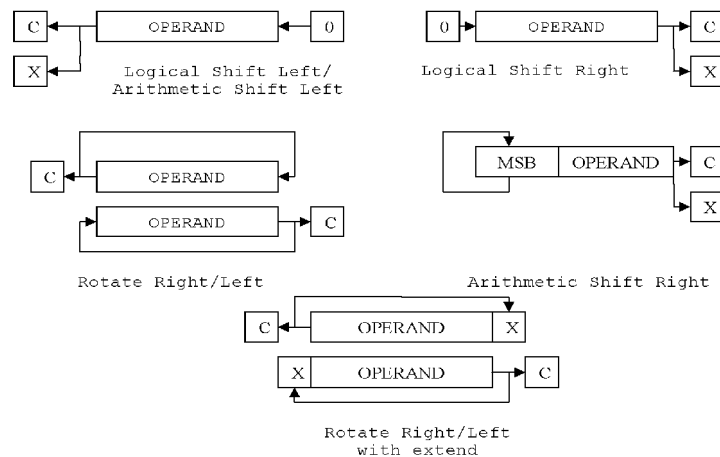 C OPERAND 0
X
Logical Shift Left/
Arithmetic Shift Left
0 OPERAND C
X
Logical Shift Right
C OPERAND
OPERAND C
Rotate Right/Left
MSB OPERAND C
X
Arithmetic Shift Right
C OPERAND X
X OPERAND C
Rotate Right/Left
with extend